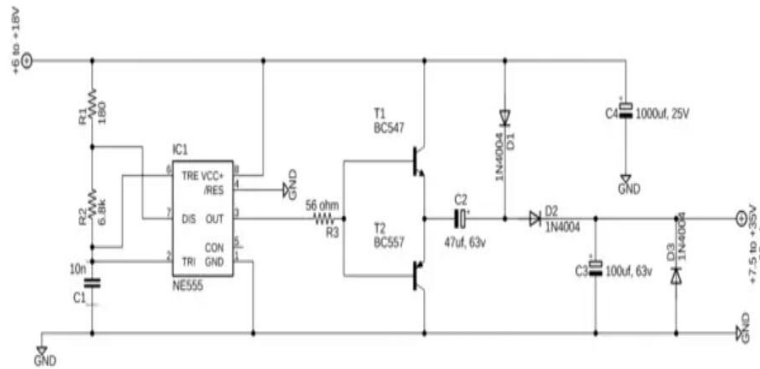 +6 to +18V
R1
180
R2
6.8k
10n
C1
GND
IC1
6
TRE
VCC+
8
/RES
4
GND
7
DIS
OUT
3
CON
5
2
TRI
GND
1
NE555
56 ohm
R3
T1
BC547
T2
BC557
C2
+
47uf, 63v
1N4004
D1
D2
1N4004
C4
+
1000uf, 25V
GND
C3
+
100uf, 63v
D3
1N4004
+7.5 to +35V
GND